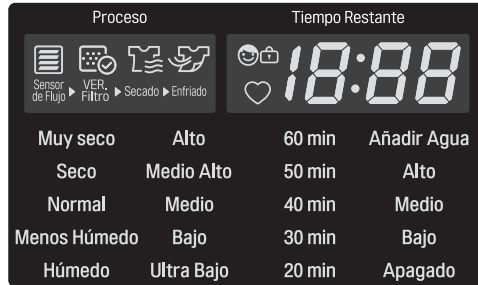 Proceso Tiempo Restante
18:88
Sensor de Flujo ▸ VER. Filtro ▸ Secado ▸ Enfriado
Muy seco Alto 60 min Añadir Agua
Seco Medio Alto 50 min Alto
Normal Medio 40 min Medio
Menos Húmedo Bajo 30 min Bajo
Húmedo Ultra Bajo 20 min Apagado